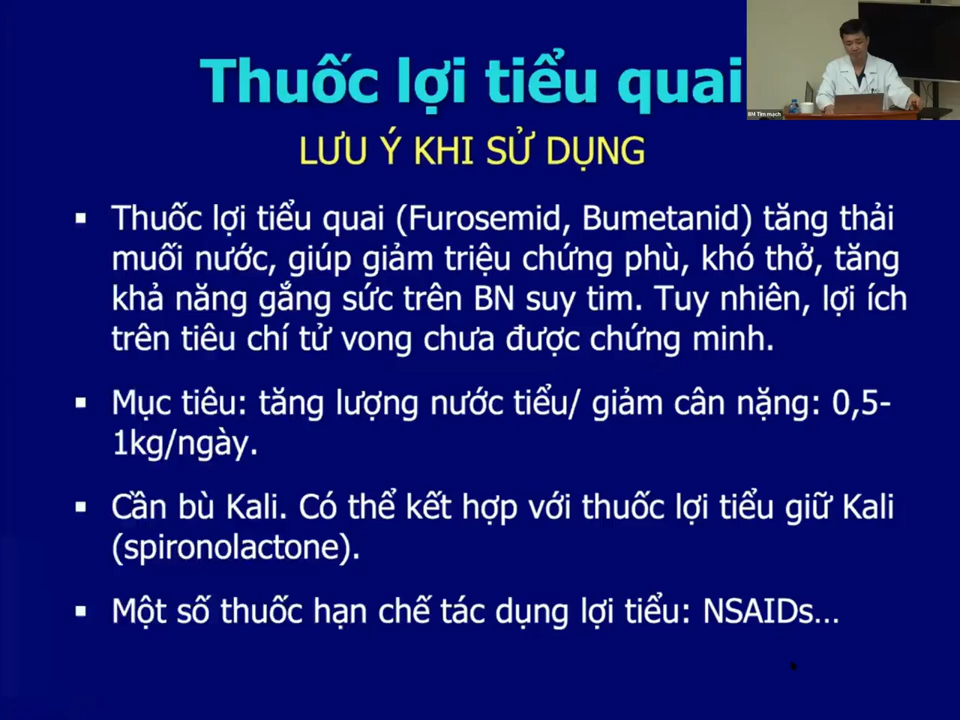 Thuốc lợi tiểu quai
BM Tim mạch
LƯU Ý KHI SỬ DỤNG
▪ Thuốc lợi tiểu quai (Furosemid, Bumetanid) tăng thải
muối nước, giúp giảm triệu chứng phù, khó thở, tăng
khả năng gắng sức trên BN suy tim. Tuy nhiên, lợi ích
trên tiêu chí tử vong chưa được chứng minh.
▪ Mục tiêu: tăng lượng nước tiểu/ giảm cân nặng: 0,5-
1kg/ngày.
▪ Cần bù Kali. Có thể kết hợp với thuốc lợi tiểu giữ Kali
(spironolactone).
▪ Một số thuốc hạn chế tác dụng lợi tiểu: NSAIDs…